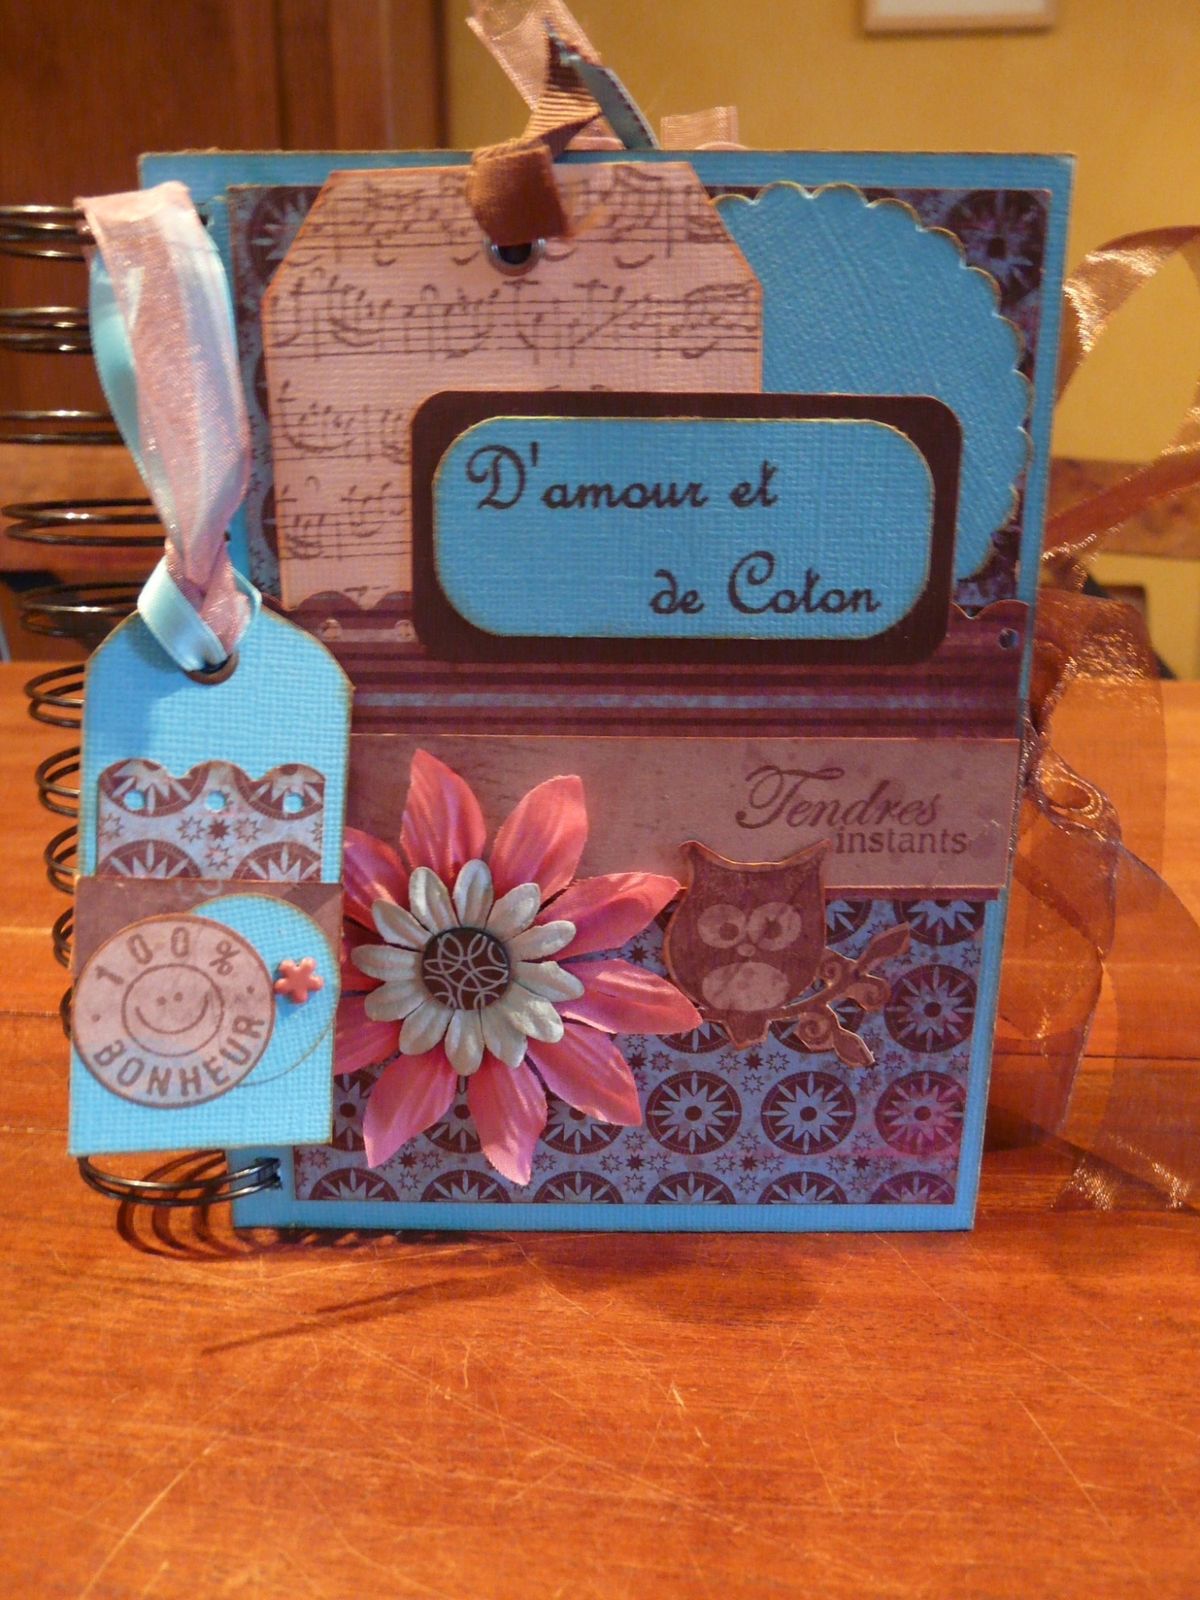 D'amour et
de Coton
Tendres
instants
100%
BONHEUR